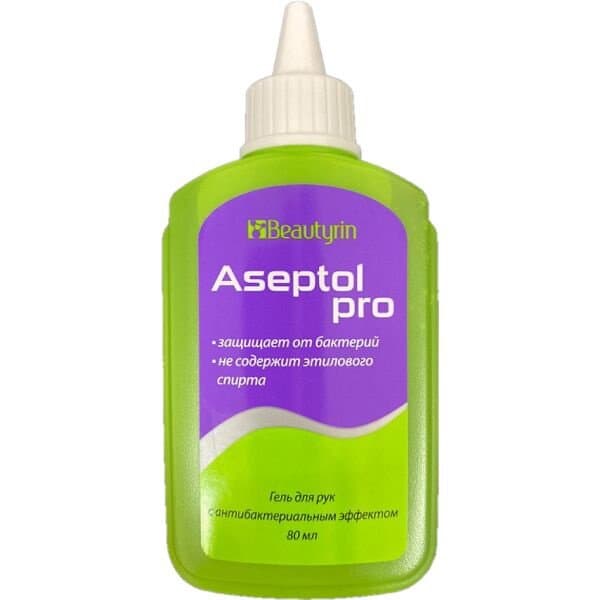 Beautyrin
Aseptol
pro
• защищает от бактерий
• не содержит этилового
спирта
Гель для рук
с антибактериальным эффектом
80 мл